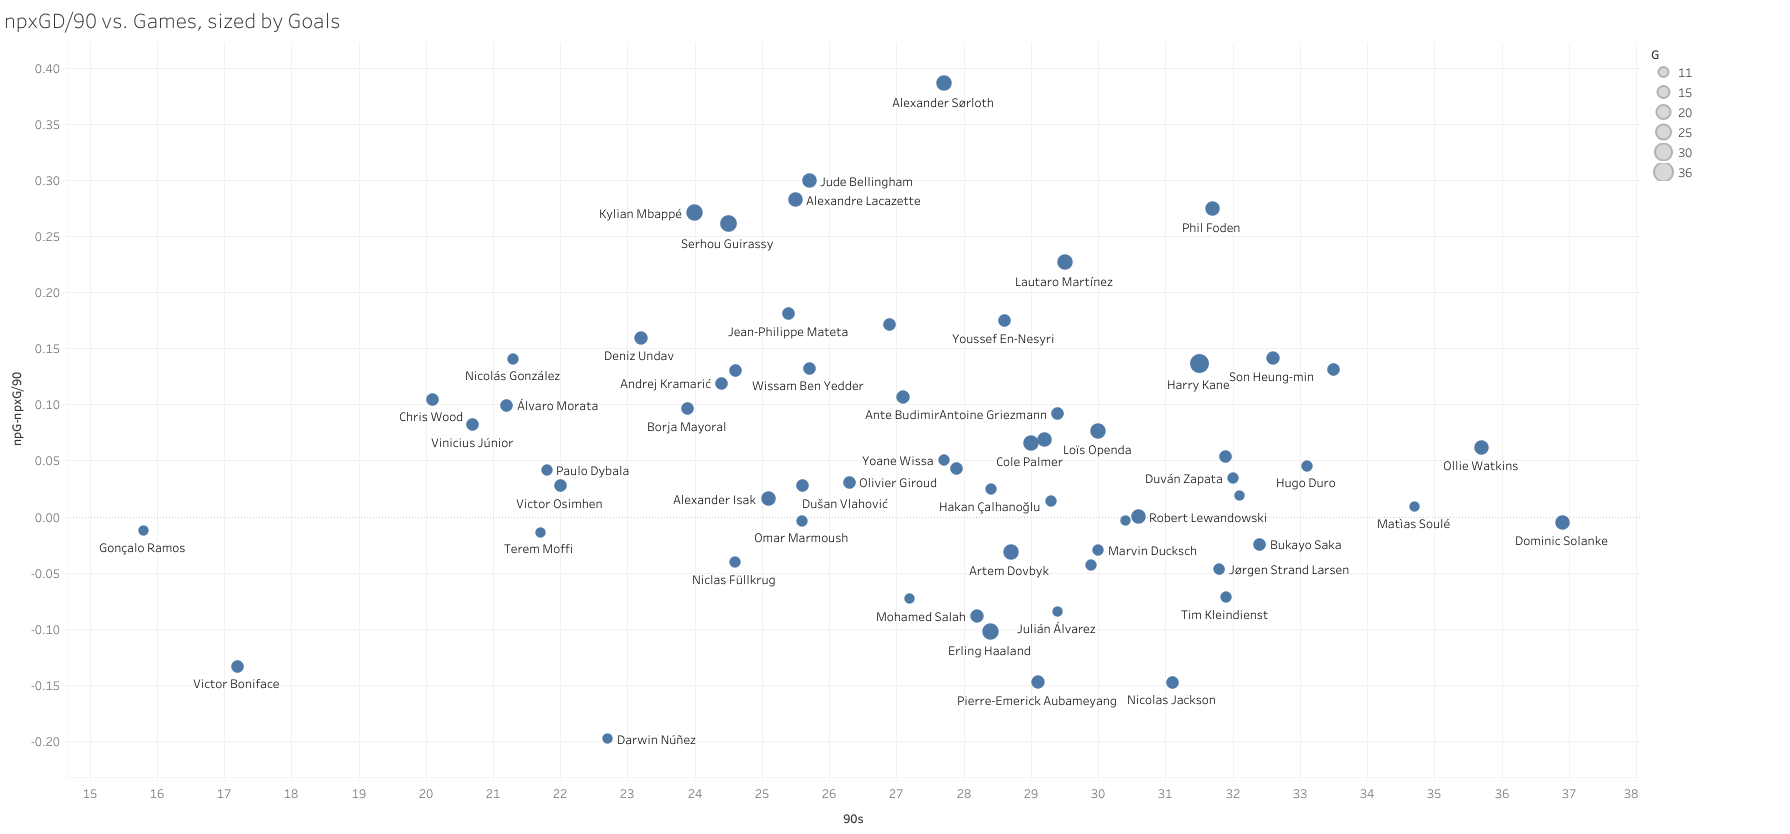 npxGD/90 vs. Games, sized by Goals
G
11
15
20
25
30
36
npG-npxG/90
0.40
0.35
0.30
0.25
0.20
0.15
0.10
0.05
0.00
-0.05
-0.10
-0.15
-0.20
Alexander Sørloth
Jude Bellingham
Alexandre Lacazette
Kylian Mbappé
Phil Foden
Serhou Guirassy
Lautaro Martínez
Jean-Philippe Mateta
Youssef En-Nesyri
Deniz Undav
Nicolás González
Son Heung-min
Andrej Kramarić
Wissam Ben Yedder
Harry Kane
Álvaro Morata
Chris Wood
Ante Budimir
Antoine Griezmann
Borja Mayoral
Vinicius Júnior
Loïs Openda
Yoane Wissa
Cole Palmer
Ollie Watkins
Paulo Dybala
Duván Zapata
Olivier Giroud
Hugo Duro
Alexander Isak
Victor Osimhen
Dušan Vlahović
Hakan Çalhanoğlu
Robert Lewandowski
Matìas Soulé
Omar Marmoush
Dominic Solanke
Bukayo Saka
Gonçalo Ramos
Terem Moffi
Marvin Ducksch
Artem Dovbyk
Jørgen Strand Larsen
Niclas Füllkrug
Tim Kleindienst
Mohamed Salah
Julián Álvarez
Erling Haaland
Victor Boniface
Pierre-Emerick Aubameyang
Nicolas Jackson
Darwin Núñez
15
16
17
18
19
20
21
22
23
24
25
26
27
28
29
30
31
32
33
34
35
36
37
38
90s